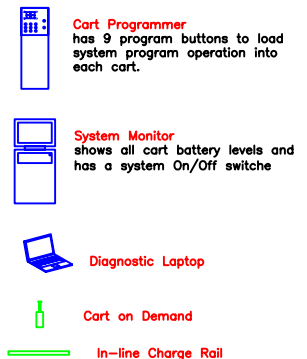 Cart Programmer
has 9 program buttons to load
system program operation into
each cart.
System Monitor
shows all cart battery levels and
has a system On/Off switche
Diagnostic Laptop
Cart on Demand
In-line Charge Rail